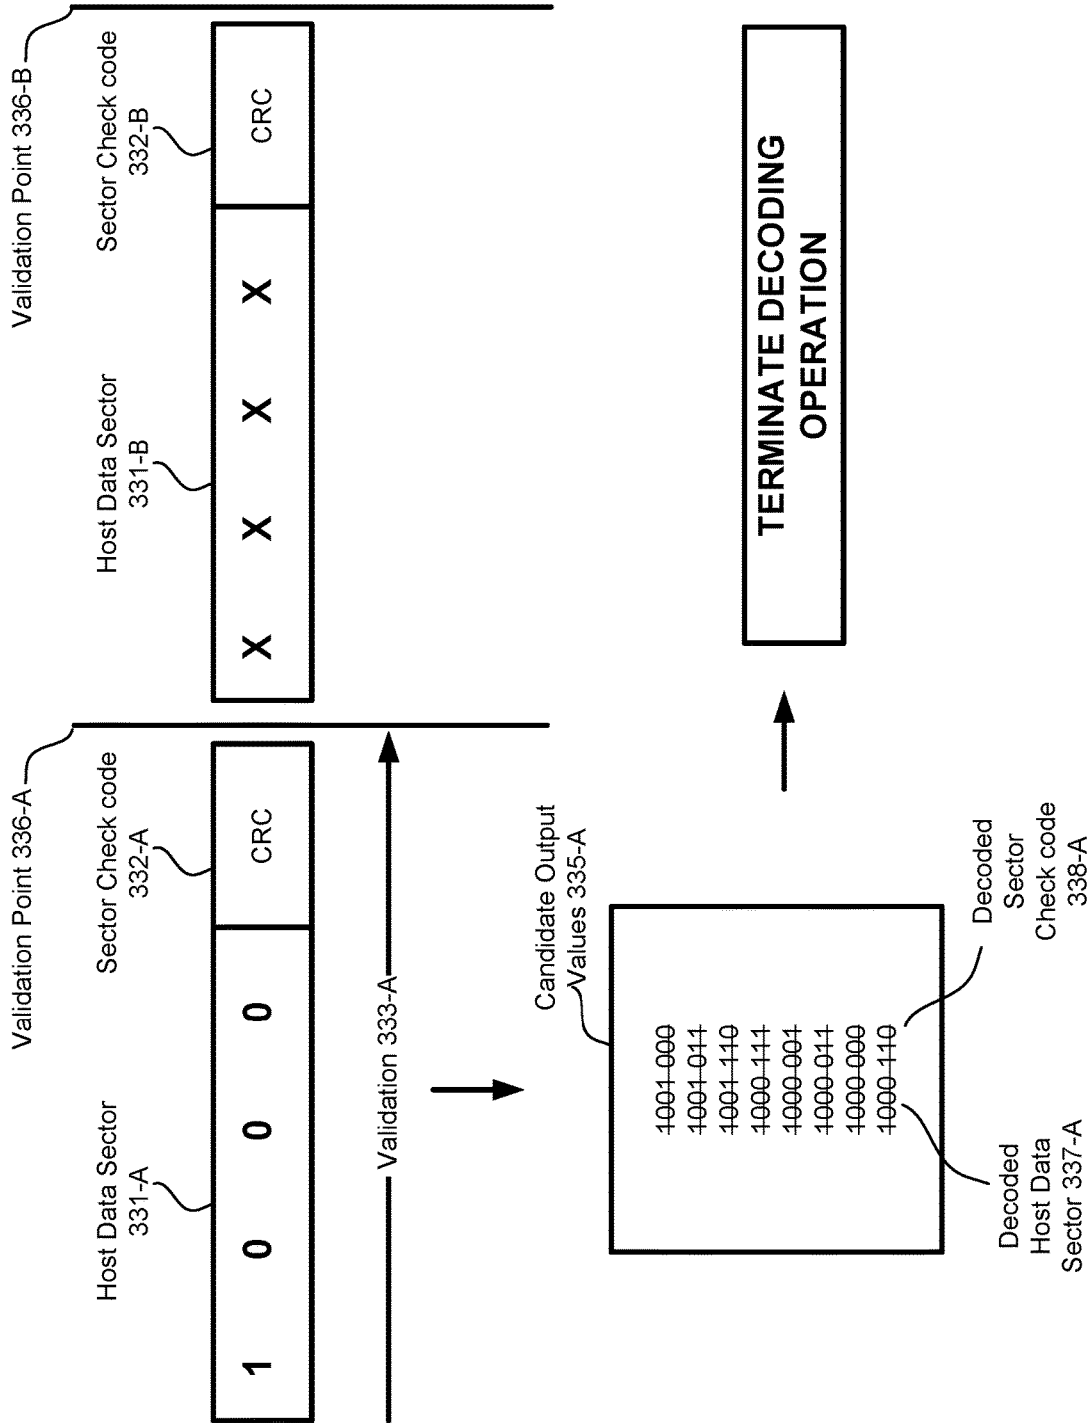 Validation Point 336-A
Validation Point 336-B
Host Data Sector
331-A
Sector Check code
332-A
Host Data Sector
331-B
Sector Check code
332-B
1 0 0 0
CRC
X X X X
CRC
Validation 333-A
Candidate Output
Values 335-A
1001 000
1001 011
1001 110
1000 111
1000 001
1000 011
1000 000
1000 110
Decoded
Host Data
Sector 337-A
Decoded
Sector
Check code
338-A
TERMINATE DECODING
OPERATION